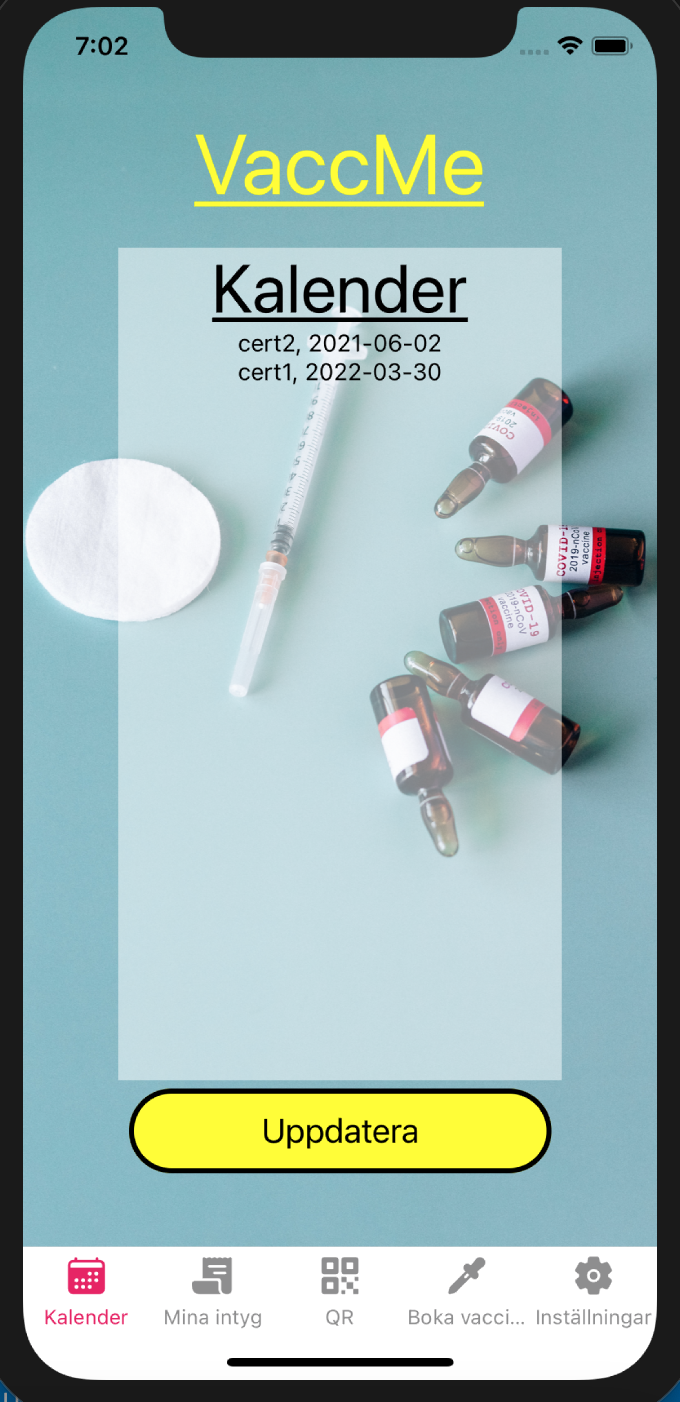 7:02
VaccMe
Kalender
cert2, 2021-06-02
cert1, 2022-03-30
COVID-19
2019-nCoV
vaccine
COVID-19
2019-nCoV
vaccine
Uppdatera
Kalender
Mina intyg
QR
Boka vacci...
Inställningar